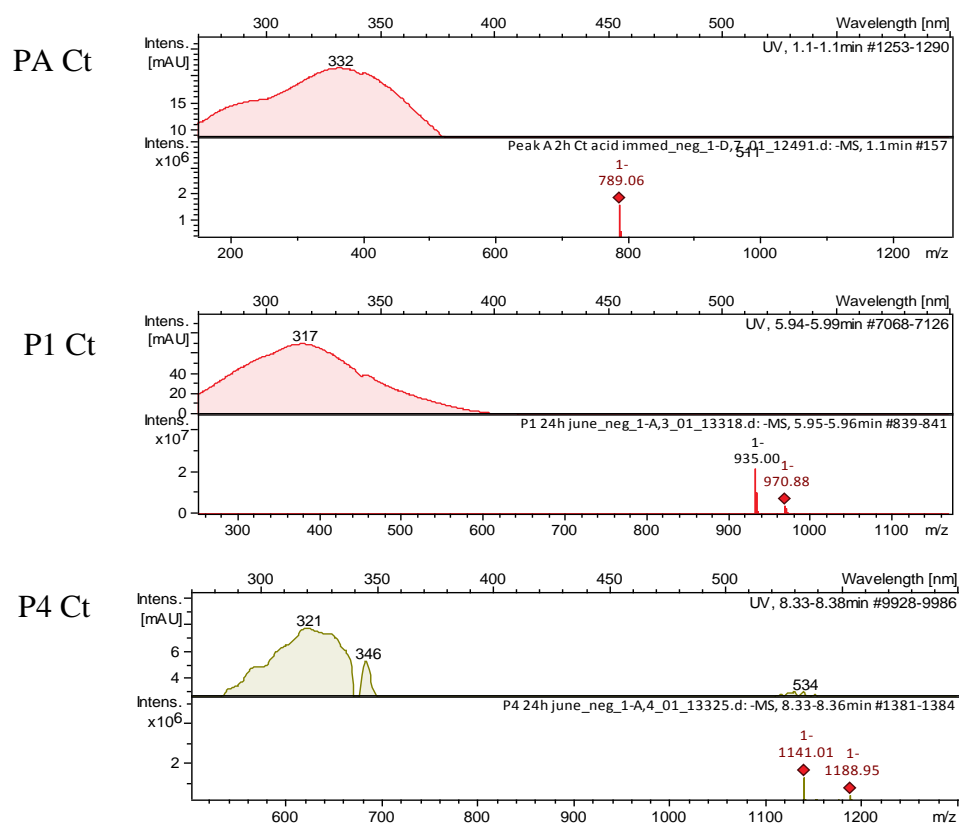 PA Ct
300 350 400 450 500 Wavelength [nm]
Intens. [mAU]
UV, 1.1-1.1min #1253-1290
332
15
10
Intens. x10^6
Peak A 2h Ct acid immed_neg_1-D,7_01_12491.d: -MS, 1.1min #157
511
1-
789.06
2
1
200 400 600 800 1000 1200 m/z
P1 Ct
300 350 400 450 500 Wavelength [nm]
Intens. [mAU]
UV, 5.94-5.99min #7068-7126
317
40
20
0
Intens. x10^7
P1 24h june_neg_1-A,3_01_13318.d: -MS, 5.95-5.96min #839-841
1-
935.00
1-
970.88
2
0
300 400 500 600 700 800 900 1000 1100 m/z
P4 Ct
300 350 400 450 500 Wavelength [nm]
Intens. [mAU]
UV, 8.33-8.38min #9928-9986
321
346
534
6
4
Intens. x10^6
P4 24h june_neg_1-A,4_01_13325.d: -MS, 8.33-8.36min #1381-1384
1-
1141.01
1-
1188.95
2
600 700 800 900 1000 1100 1200 m/z